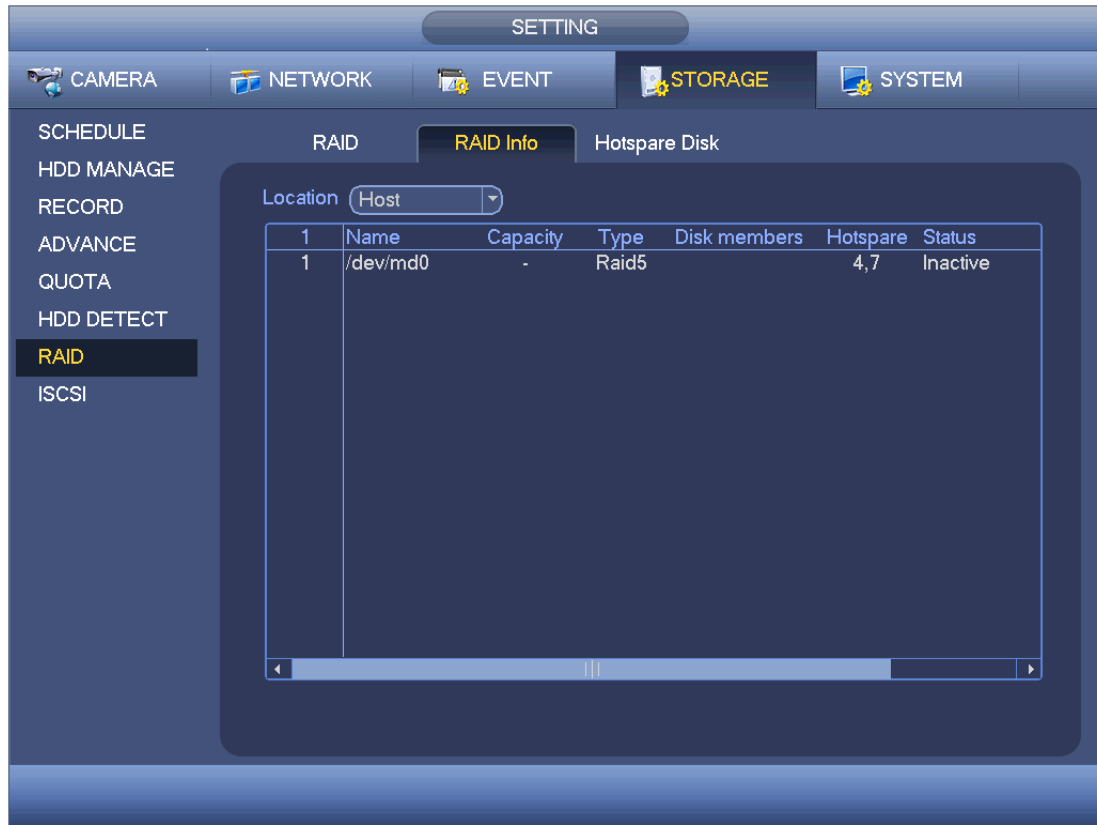 SETTING
CAMERA NETWORK EVENT STORAGE SYSTEM
SCHEDULE
HDD MANAGE
RECORD
ADVANCE
QUOTA
HDD DETECT
RAID
ISCSI
RAID RAID Info Hotspare Disk
Location Host
1 Name Capacity Type Disk members Hotspare Status
1 /dev/md0 - Raid5 4,7 Inactive